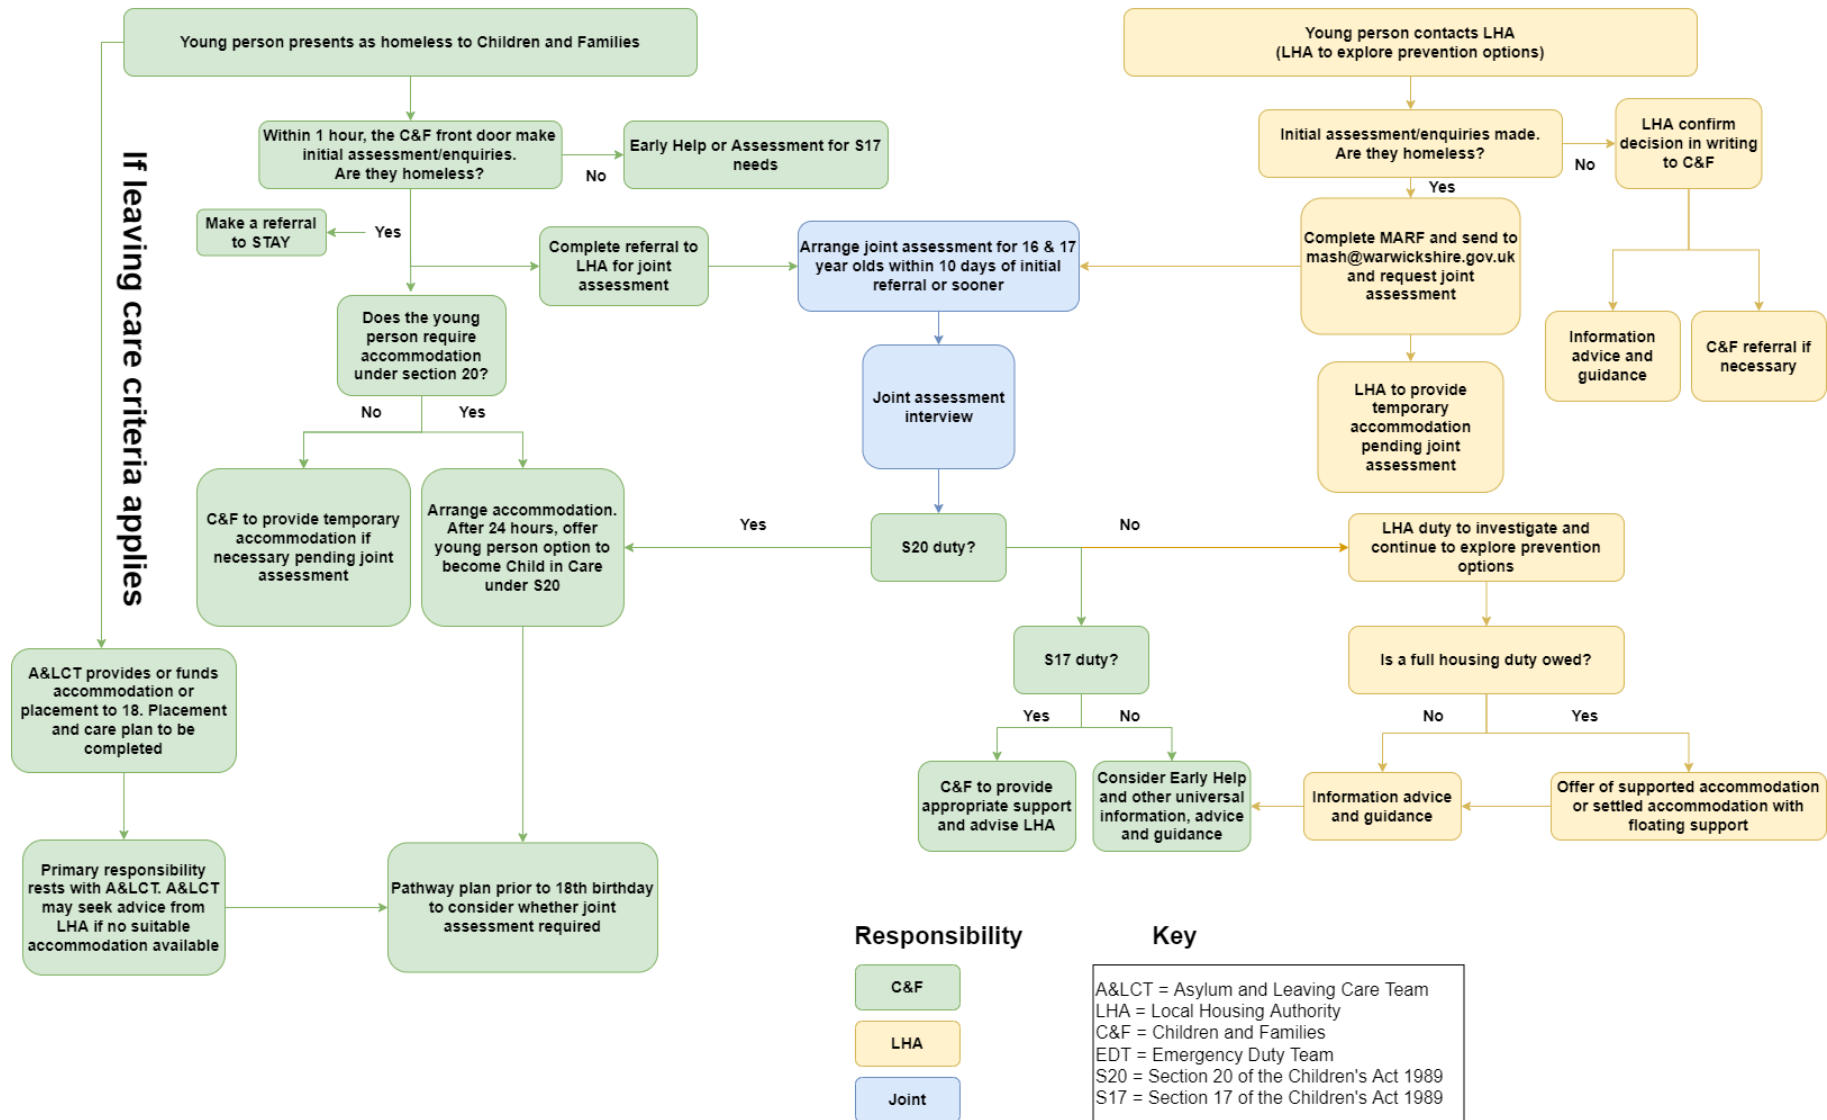 Young person presents as homeless to Children and Families
Young person contacts LHA
(LHA to explore prevention options)
If leaving care criteria applies
Within 1 hour, the C&F front door make
initial assessment/enquiries.
Are they homeless?
No
Early Help or Assessment for S17
needs
Initial assessment/enquiries made.
Are they homeless?
No
LHA confirm
decision in writing
to C&F
Yes
Make a referral
to STAY
Yes
Complete referral to
LHA for joint
assessment
Arrange joint assessment for 16 & 17
year olds within 10 days of initial
referral or sooner
Complete MARF and send to
mash@warwickshire.gov.uk
and request joint
assessment
Does the young
person require
accommodation
under section 20?
Information
advice and
guidance
C&F referral if
necessary
Joint assessment
interview
LHA to provide
temporary
accommodation
pending joint
assessment
No
Yes
C&F to provide temporary
accommodation if
necessary pending joint
assessment
Arrange accommodation.
After 24 hours, offer
young person option to
become Child in Care
under S20
Yes
S20 duty?
No
LHA duty to investigate and
continue to explore prevention
options
S17 duty?
Is a full housing duty owed?
A&LCT provides or funds
accommodation or
placement to 18. Placement
and care plan to be
completed
Yes
No
No
Yes
C&F to provide
appropriate support
and advise LHA
Consider Early Help
and other universal
information, advice
and guidance
Information advice
and guidance
Offer of supported accommodation
or settled accommodation with
floating support
Primary responsibility
rests with A&LCT. A&LCT
may seek advice from
LHA if no suitable
accommodation available
Pathway plan prior to 18th birthday
to consider whether joint
assessment required
Responsibility
C&F
LHA
Joint
Key
A&LCT = Asylum and Leaving Care Team
LHA = Local Housing Authority
C&F = Children and Families
EDT = Emergency Duty Team
S20 = Section 20 of the Children's Act 1989
S17 = Section 17 of the Children's Act 1989